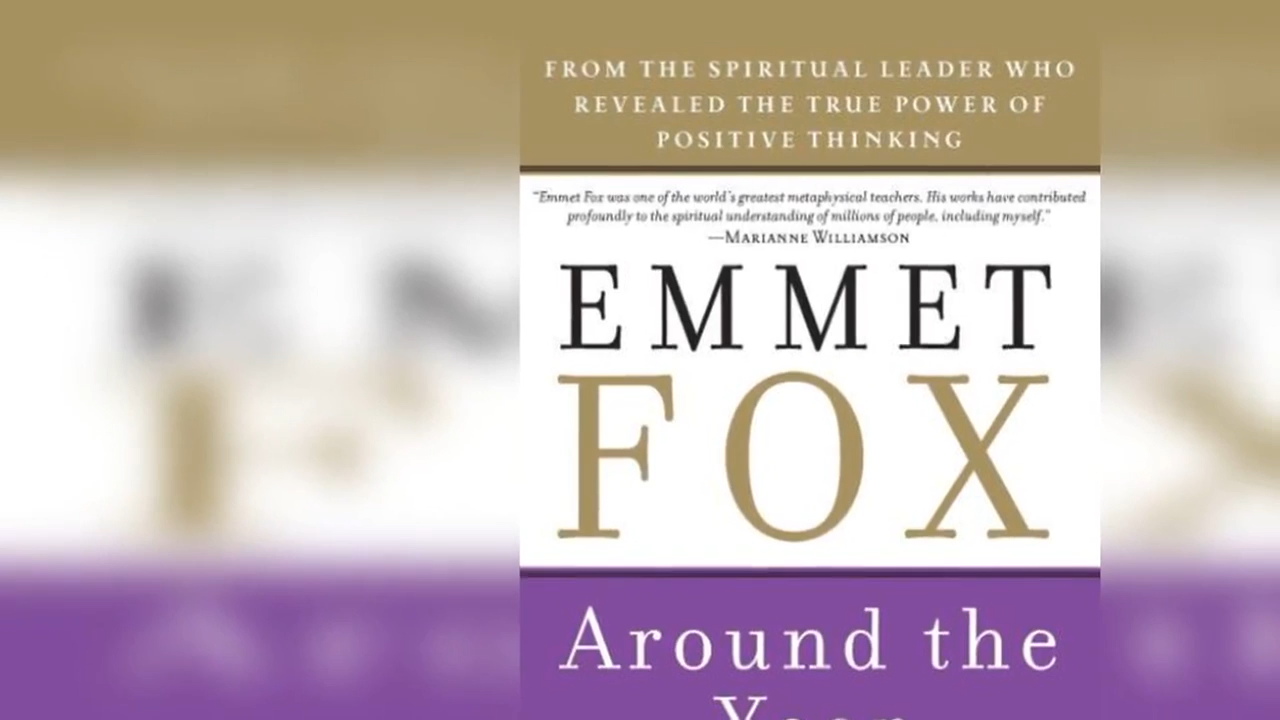 FROM THE SPIRITUAL LEADER WHO
REVEALED THE TRUE POWER OF
POSITIVE THINKING
"Emmet Fox was one of the world's greatest metaphysical teachers. His works have contributed
profoundly to the spiritual understanding of millions of people, including myself."
—MARIANNE WILLIAMSON
EMMET
FOX
Around the
Year